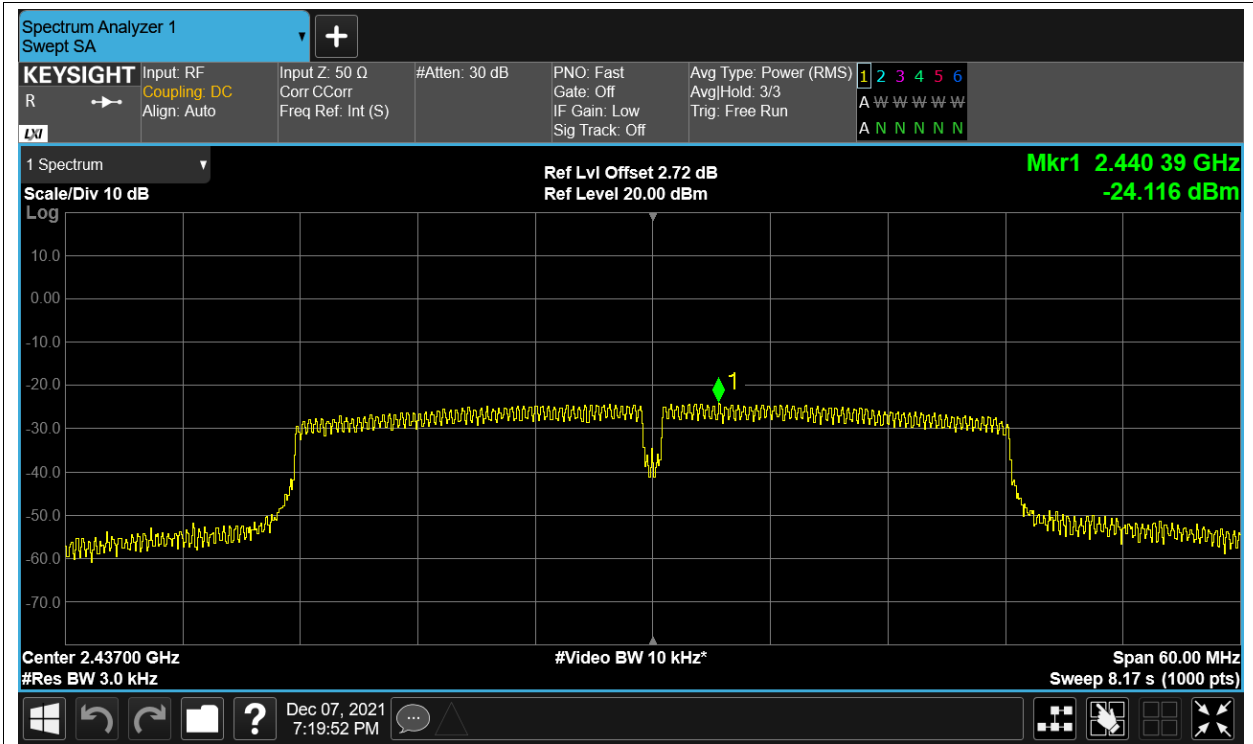 Spectrum Analyzer 1
Swept SA
KEYSIGHT
R
LXI
Input: RF
Coupling: DC
Align: Auto
Input Z: 50 Ω
Corr CCorr
Freq Ref: Int (S)
#Atten: 30 dB
PNO: Fast
Gate: Off
IF Gain: Low
Sig Track: Off
Avg Type: Power (RMS)
Avg|Hold: 3/3
Trig: Free Run
1 2 3 4 5 6
A W W W W W
A N N N N N
1 Spectrum
Scale/Div 10 dB
Log
Ref Lvl Offset 2.72 dB
Ref Level 20.00 dBm
Mkr1 2.440 39 GHz
-24.116 dBm
10.0
0.00
-10.0
-20.0
1
-30.0
-40.0
-50.0
-60.0
-70.0
Center 2.43700 GHz
#Res BW 3.0 kHz
#Video BW 10 kHz*
Span 60.00 MHz
Sweep 8.17 s (1000 pts)
?
Dec 07, 2021
7:19:52 PM